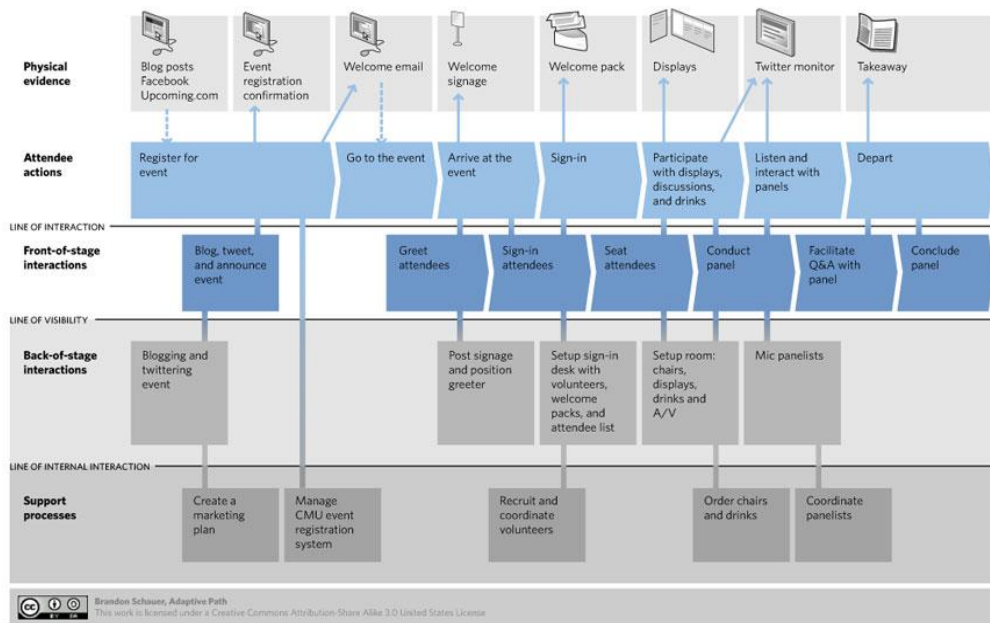 Physical
evidence
Blog posts
Facebook
Upcoming.com
Event
registration
confirmation
Welcome email
Welcome
signage
Welcome pack
Displays
Twitter monitor
Takeaway
Attendee
actions
Register for
event
Go to the event
Arrive at the
event
Sign-in
Participate
with displays,
discussions,
and drinks
Listen and
interact with
panels
Depart
LINE OF INTERACTION
Front-of-stage
interactions
Blog, tweet,
and announce
event
Greet
attendees
Sign-in
attendees
Seat
attendees
Conduct
panel
Facilitate
Q&A with
panel
Conclude
panel
LINE OF VISIBILITY
Back-of-stage
interactions
Blogging and
twittering
event
Post signage
and position
greeter
Setup sign-in
desk with
volunteers,
welcome
packs, and
attendee list
Setup room:
chairs,
displays,
drinks and
A/V
Mic panelists
LINE OF INTERNAL INTERACTION
Support
processes
Create a
marketing
plan
Manage
CMU event
registration
system
Recruit and
coordinate
volunteers
Order chairs
and drinks
Coordinate
panelists
cc
BY SA
Brandon Schauer, Adaptive Path
This work is licensed under a Creative Commons Attribution-Share Alike 3.0 United States License